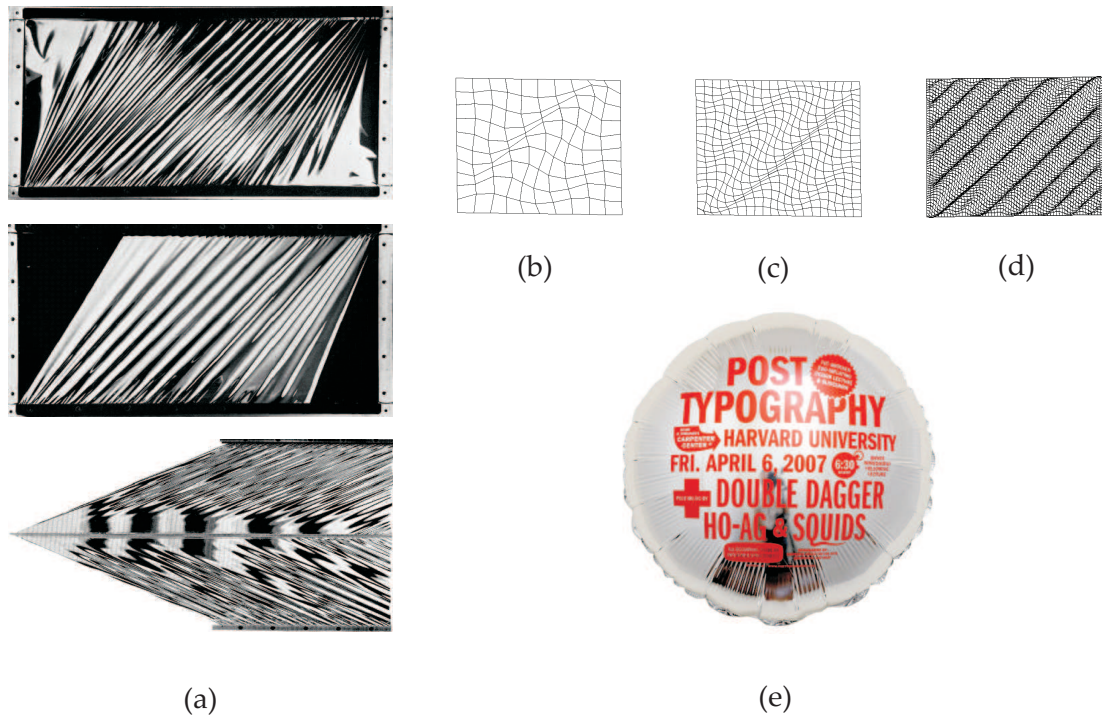 (b) (c) (d)
POST
TYPOGRAPHY
CARPENTER
CENTER
HARVARD UNIVERSITY
FRI. APRIL 6, 2007 6:30
DOUBLE DAGGER
HO-AG & SQUIDS
(a) (e)